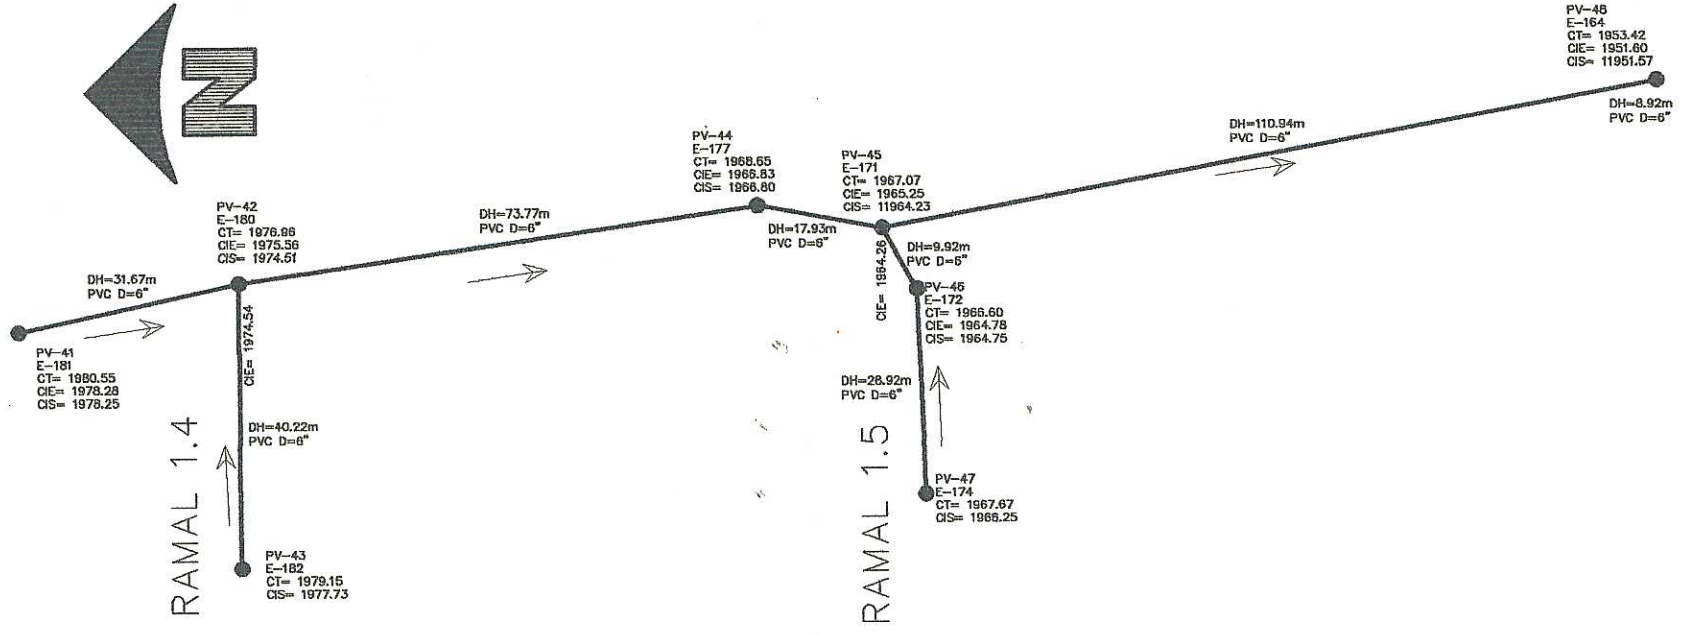 N
PV-48
E-164
CT= 1953.42
CIE= 1951.60
CIS= 11951.57
DH=8.92m
PVC D=6"
DH=110.94m
PVC D=6"
PV-44
E-177
CT= 1968.65
CIE= 1966.83
CIS= 1966.80
PV-45
E-171
CT= 1967.07
CIE= 1965.25
CIS= 11964.23
PV-42
E-180
CT= 1976.96
CIE= 1975.56
CIS= 1974.51
DH=73.77m
PVC D=6"
DH=17.93m
PVC D=6"
DH=9.92m
PVC D=6"
CIE= 1964.26
DH=31.67m
PVC D=6"
PV-46
E-172
CT= 1966.60
CIE= 1964.78
CIS= 1964.75
CIE= 1974.54
PV-41
E-181
CT= 1980.55
CIE= 1978.28
CIS= 1978.25
DH=28.92m
PVC D=6"
DH=40.22m
PVC D=6"
RAMAL 1.4
RAMAL 1.5
PV-47
E-174
CT= 1967.67
CIS= 1966.25
PV-43
E-182
CT= 1979.15
CIS= 1977.73